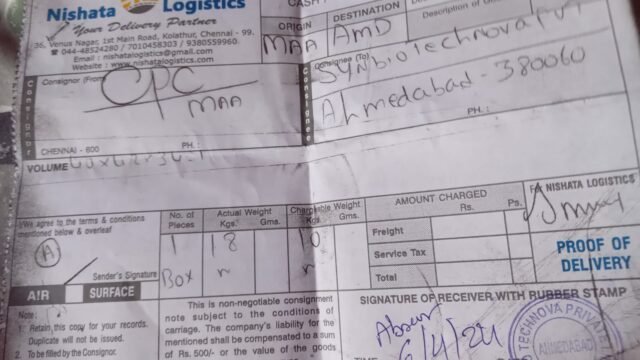 Nishata Logistics
Your Delivery Partner
36, Venus Nagar, 1st Main Road, Kolathur, Chennai - 99.
044-48524280 / 7010458303 / 9380559960
Email : nishatalogistics@gmail.com
Website : www.nishatalogistics.com
ORIGIN
MAA
DESTINATION
AMD
Consignor
Consignor (From)
CPC
MAA
CHENNAI - 600 PH. :
Consignee
Consignee (To)
Synbiotechnova Pvt
Ahmedabad - 380060
PH. :
VOLUME
I/We agree to the terms & conditions
mentioned below & overleaf
A
Sender's Signature
AIR SURFACE
No. of Pieces
Actual Weight
Kgs. Gms.
Chargeable Weight
Kgs. Gms.
1 18 10
Box
AMOUNT CHARGED
Rs. Ps.
Freight
Service Tax
Total
For NISHATA LOGISTICS
PROOF OF
DELIVERY
Note :
1. Retain this copy for your records.
Duplicate will not be issued.
2. To be filled by the Consignor.
This is non-negotiable consignment
note subject to the conditions of
carriage. The company's liability for
the mentioned shall be compensated to a sum
of Rs. 500/- or the value of the goods
SIGNATURE OF RECEIVER WITH RUBBER STAMP
6/4/24
TECHNOVA PRIVATE
AHMEDABAD